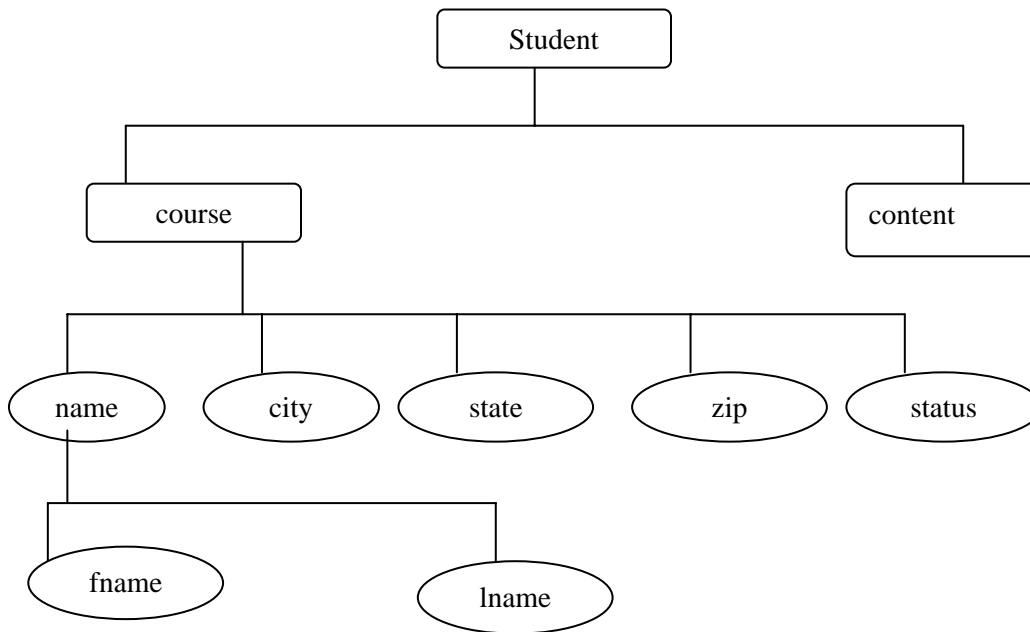 Student
course
content
name
city
state
zip
status
fname
lname